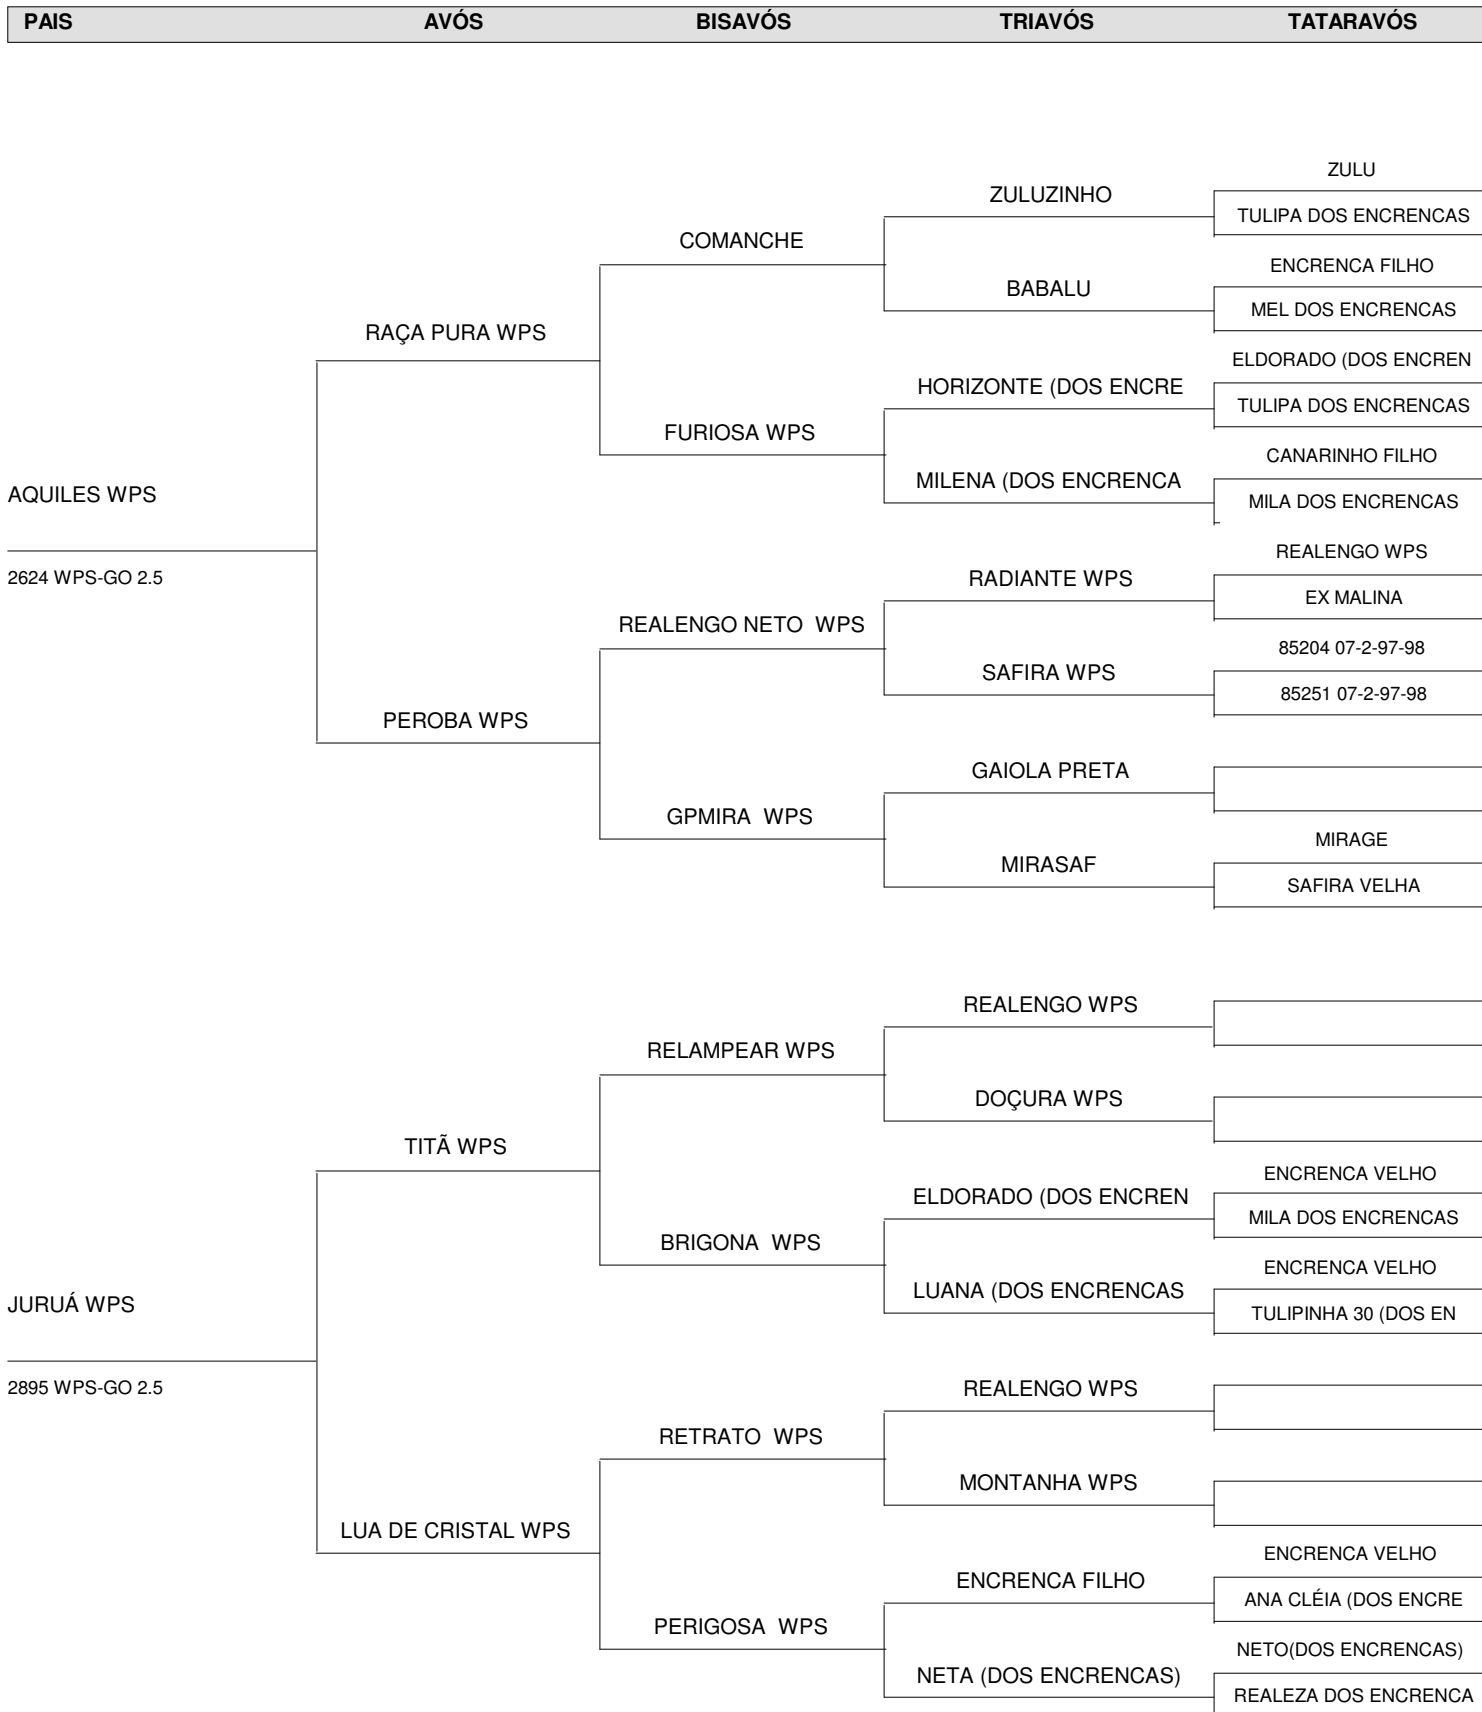 PAIS AVÓS BISAVÓS TRIAVÓS TATARAVÓS
ZULU
ZULUZINHO
TULIPA DOS ENCRENCAS
COMANCHE
ENCRENCA FILHO
BABALU
MEL DOS ENCRENCAS
RAÇA PURA WPS
ELDORADO (DOS ENCREN
HORIZONTE (DOS ENCRE
TULIPA DOS ENCRENCAS
FURIOSA WPS
CANARINHO FILHO
MILENA (DOS ENCRENCA
MILA DOS ENCRENCAS
AQUILES WPS
2624 WPS-GO 2.5
REALENGO WPS
RADIANTE WPS
EX MALINA
REALENGO NETO  WPS
85204 07-2-97-98
SAFIRA WPS
85251 07-2-97-98
PEROBA WPS
GAIOLA PRETA
GPMIRA  WPS
MIRAGE
MIRASAF
SAFIRA VELHA
REALENGO WPS
RELAMPEAR WPS
DOÇURA WPS
TITÃ WPS
ENCRENCA VELHO
ELDORADO (DOS ENCREN
MILA DOS ENCRENCAS
BRIGONA  WPS
ENCRENCA VELHO
LUANA (DOS ENCRENCAS
TULIPINHA 30 (DOS EN
JURUÁ WPS
2895 WPS-GO 2.5
REALENGO WPS
RETRATO  WPS
MONTANHA WPS
LUA DE CRISTAL WPS
ENCRENCA VELHO
ENCRENCA FILHO
ANA CLÉIA (DOS ENCRE
PERIGOSA  WPS
NETO(DOS ENCRENCAS)
NETA (DOS ENCRENCAS)
REALEZA DOS ENCRENCA